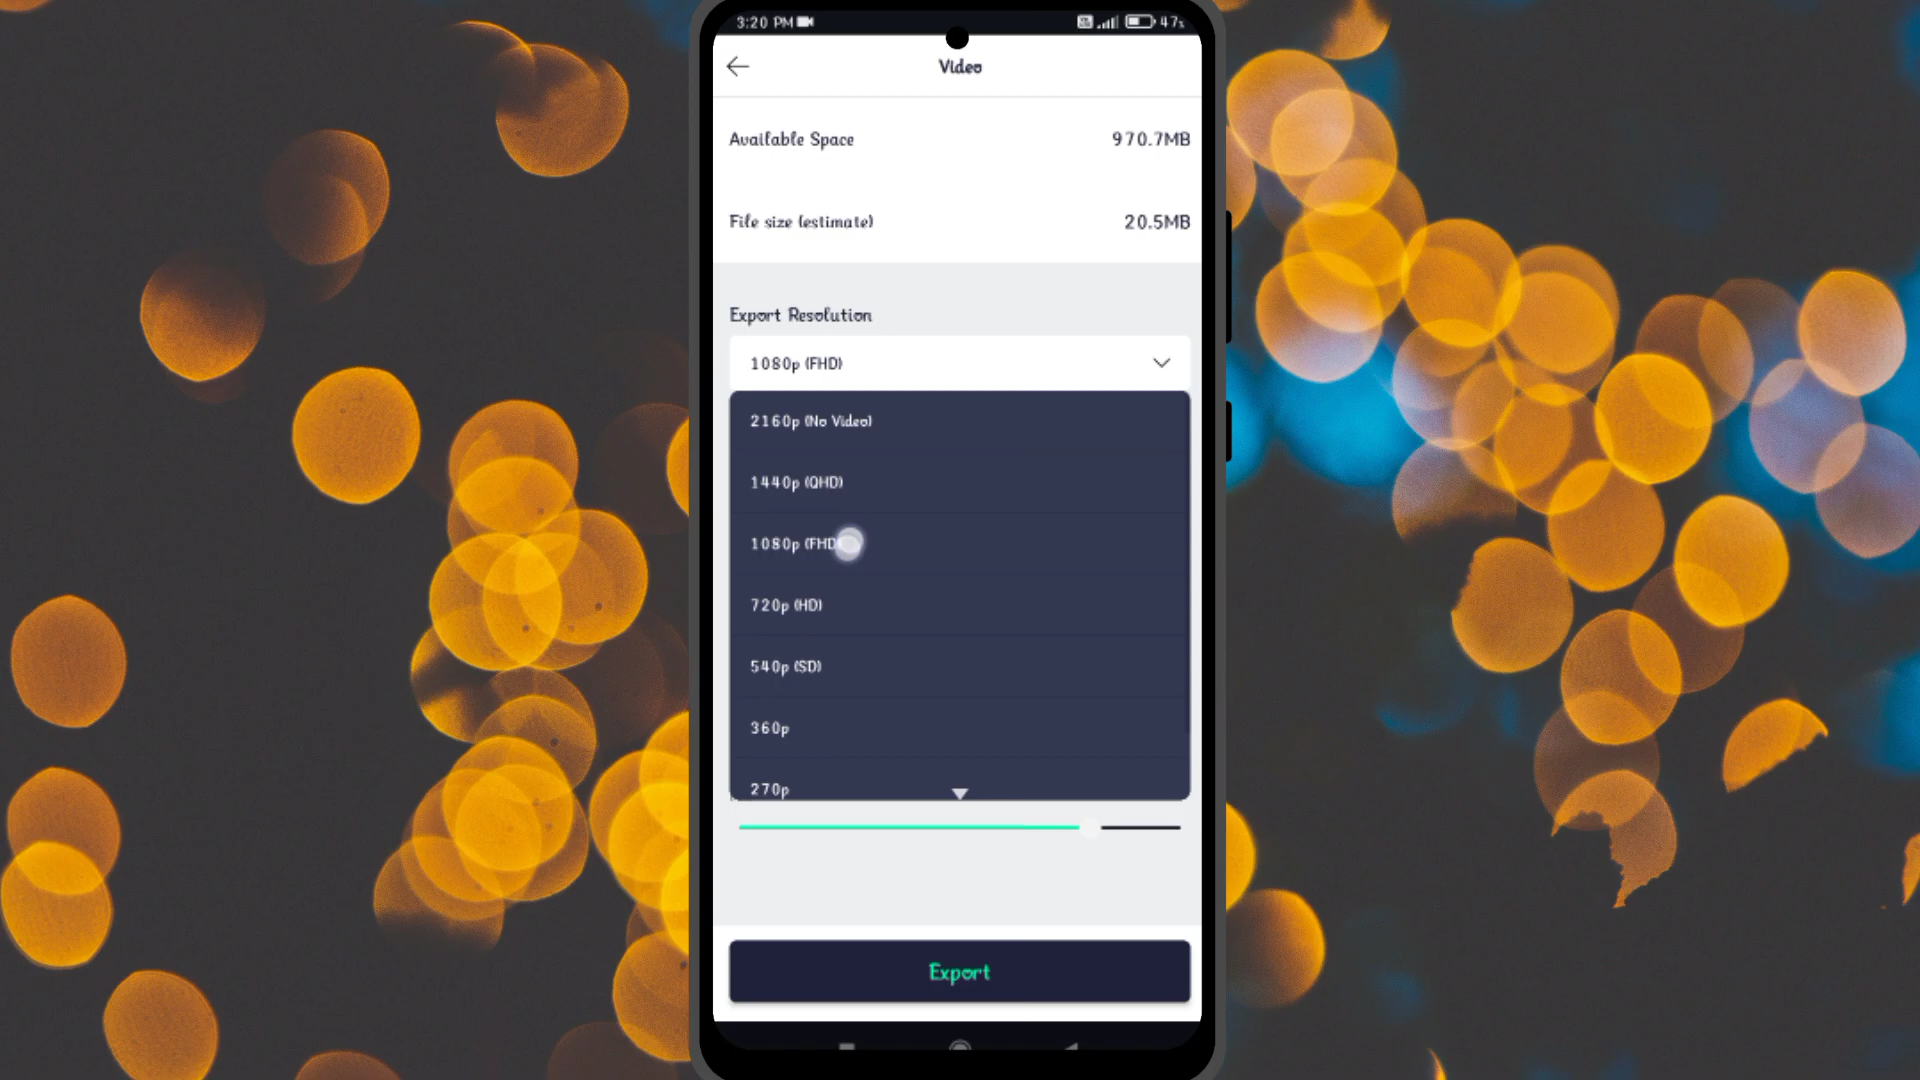 3:20 PM
47%
Video
Available Space 970.7MB
File size (estimate) 20.5MB
Export Resolution
1080p (FHD)
2160p (No Video)
1440p (QHD)
1080p (FHD)
720p (HD)
540p (SD)
360p
270p
Export